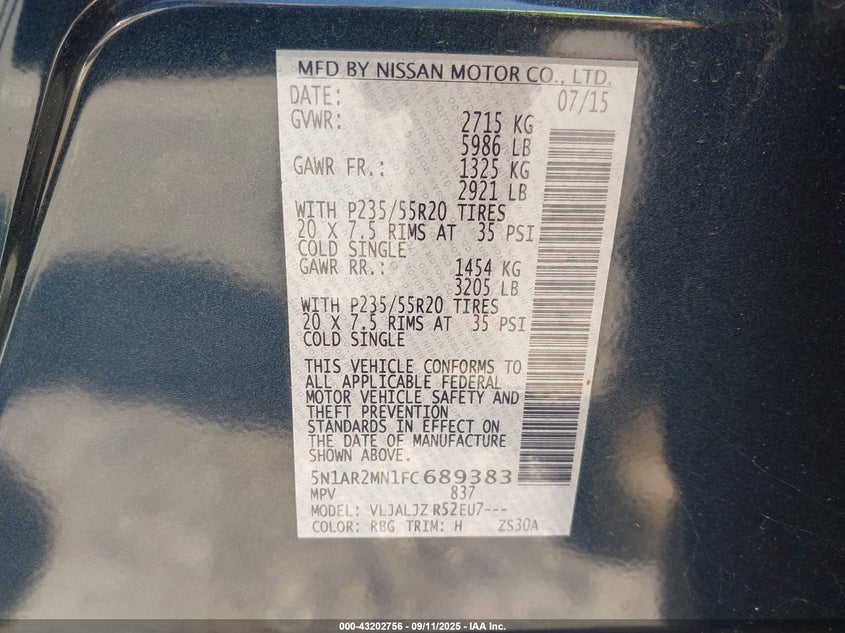 MFD BY NISSAN MOTOR CO., LTD.
DATE: 07/15
GVWR: 2715 KG
5986 LB
GAWR FR.: 1325 KG
2921 LB
WITH P235/55R20 TIRES
20 X 7.5 RIMS AT 35 PSI
COLD SINGLE
GAWR RR.: 1454 KG
3205 LB
WITH P235/55R20 TIRES
20 X 7.5 RIMS AT 35 PSI
COLD SINGLE
THIS VEHICLE CONFORMS TO
ALL APPLICABLE FEDERAL
MOTOR VEHICLE SAFETY AND
THEFT PREVENTION
STANDARDS IN EFFECT ON
THE DATE OF MANUFACTURE
SHOWN ABOVE.
5N1AR2MN1FC689383
MPV 837
MODEL: VLJALJZ R52EU7---
COLOR: RBG TRIM: H ZS30A
000-43202756 - 09/11/2025 - IAA Inc.